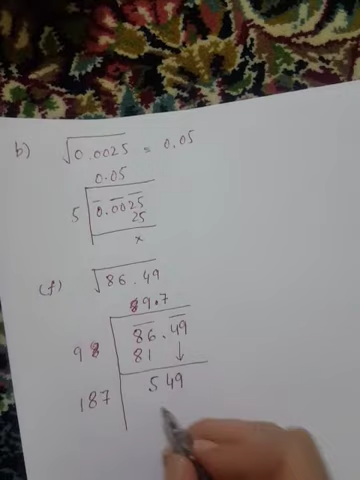 b) √0.0025 = 0.05
0.05
5 0.0025
25
x
(f) √86.49
9.7
9 86.49
81 ↓
187 549